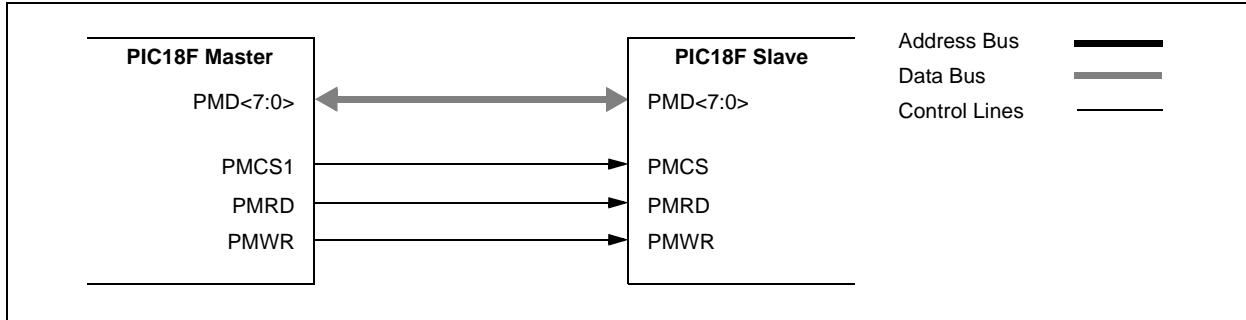 PIC18F Master
PMD<7:0>
PMCS1
PMRD
PMWR
PIC18F Slave
PMD<7:0>
PMCS
PMRD
PMWR
Address Bus
Data Bus
Control Lines